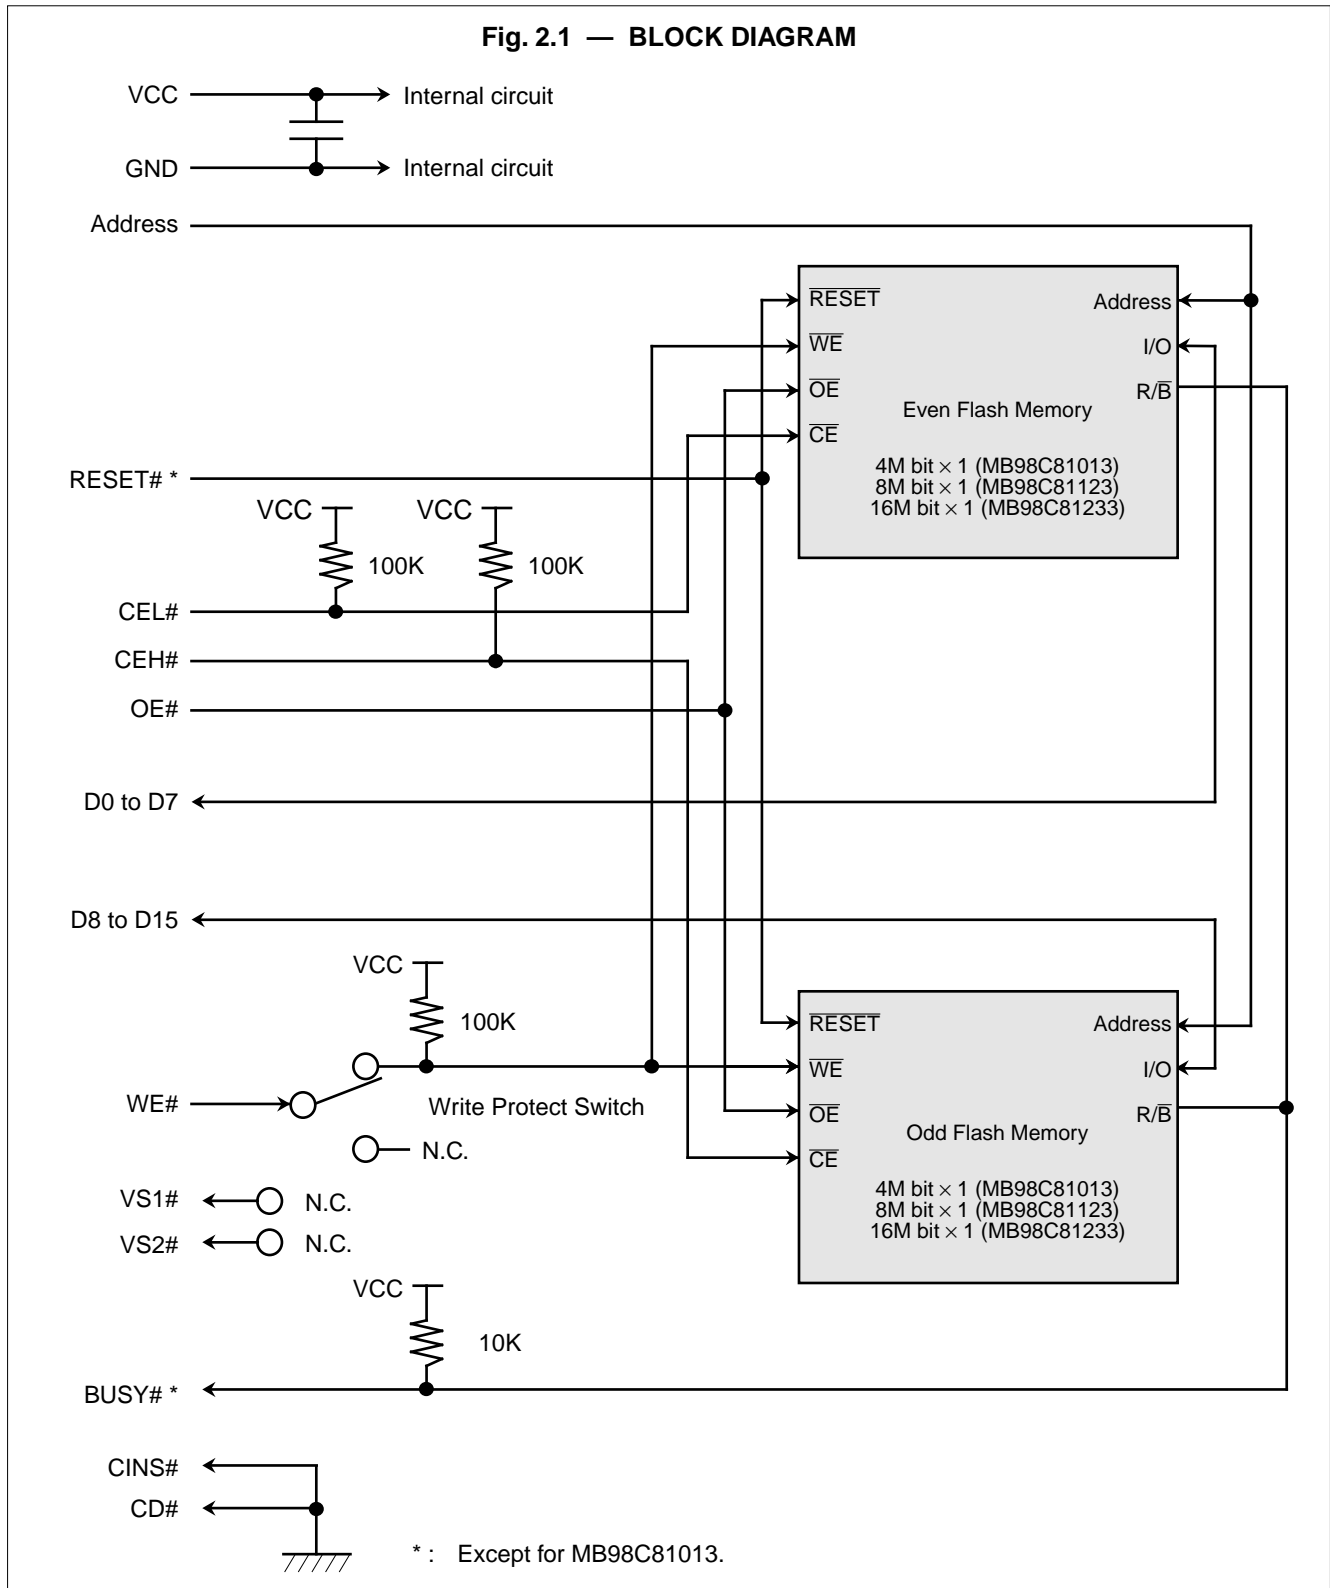 Fig. 2.1 — BLOCK DIAGRAM
VCC
Internal circuit
GND
Internal circuit
Address
RESET
Address
WE
I/O
OE
R/B
Even Flash Memory
CE
4M bit × 1 (MB98C81013)
8M bit × 1 (MB98C81123)
16M bit × 1 (MB98C81233)
RESET# *
VCC
VCC
100K
100K
CEL#
CEH#
OE#
D0 to D7
D8 to D15
VCC
100K
RESET
Address
WE
I/O
WE#
Write Protect Switch
OE
R/B
Odd Flash Memory
N.C.
CE
4M bit × 1 (MB98C81013)
8M bit × 1 (MB98C81123)
16M bit × 1 (MB98C81233)
VS1#
N.C.
VS2#
N.C.
VCC
10K
BUSY# *
CINS#
CD#
* : Except for MB98C81013.